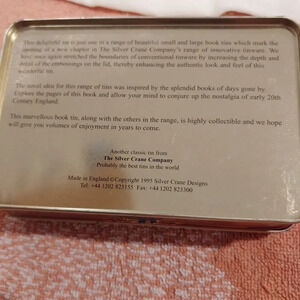 This delightful tin is just one in a range of beautiful small and large book tins which mark the
opening of a new chapter in The Silver Crane Company's range of innovative tinware. We
have once again stretched the boundaries of conventional tinware by increasing the depth and
detail of the embossings on the lid, thereby enhancing the authentic look and feel of this
wonderful tin.
The novel idea for this range of tins was inspired by the splendid books of days gone by
Explore the pages of this book and allow your mind to conjure up the nostalgia of early 20th
Century England.
This marvellous book tin, along with the others in the range, is highly collectible and we hope
will give you volumes of enjoyment in years to come.
Another classic tin from
The Silver Crane Company
Probably the best tins in the world
Made in England © Copyright 1995 Silver Crane Designs
Tel: +44 1202 823155 Fax: +44 1202 823300